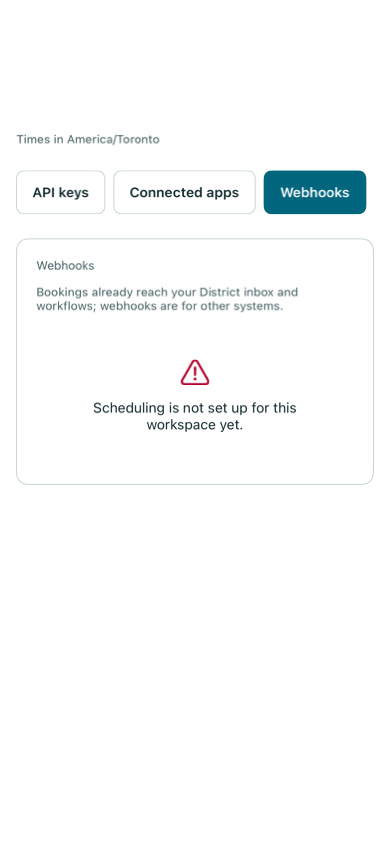 Times in America/Toronto
API keys
Connected apps
Webhooks
Webhooks
Bookings already reach your District inbox and
workflows; webhooks are for other systems.
Scheduling is not set up for this
workspace yet.